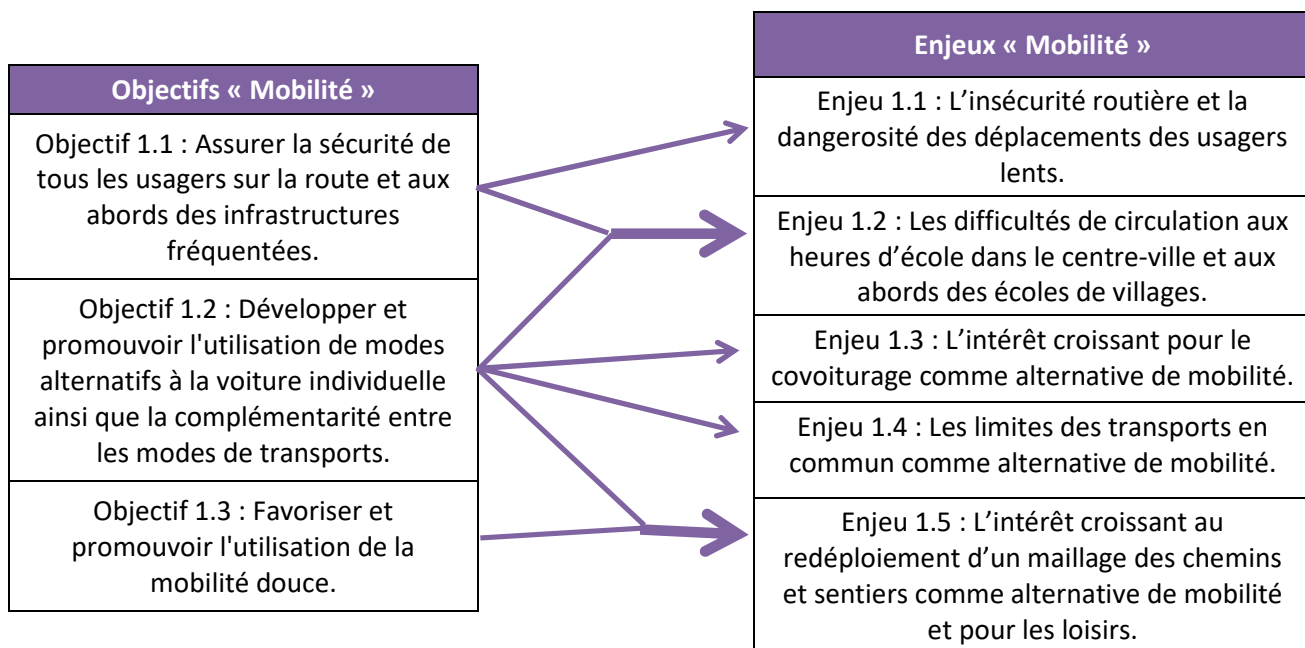 Objectifs « Mobilité »
Objectif 1.1 : Assurer la sécurité de
tous les usagers sur la route et aux
abords des infrastructures
fréquentées.
Objectif 1.2 : Développer et
promouvoir l'utilisation de modes
alternatifs à la voiture individuelle
ainsi que la complémentarité entre
les modes de transports.
Objectif 1.3 : Favoriser et
promouvoir l'utilisation de la
mobilité douce.
Enjeux « Mobilité »
Enjeu 1.1 : L’insécurité routière et la
dangerosité des déplacements des usagers
lents.
Enjeu 1.2 : Les difficultés de circulation aux
heures d’école dans le centre-ville et aux
abords des écoles de villages.
Enjeu 1.3 : L’intérêt croissant pour le
covoiturage comme alternative de mobilité.
Enjeu 1.4 : Les limites des transports en
commun comme alternative de mobilité.
Enjeu 1.5 : L’intérêt croissant au
redéploiement d’un maillage des chemins
et sentiers comme alternative de mobilité
et pour les loisirs.